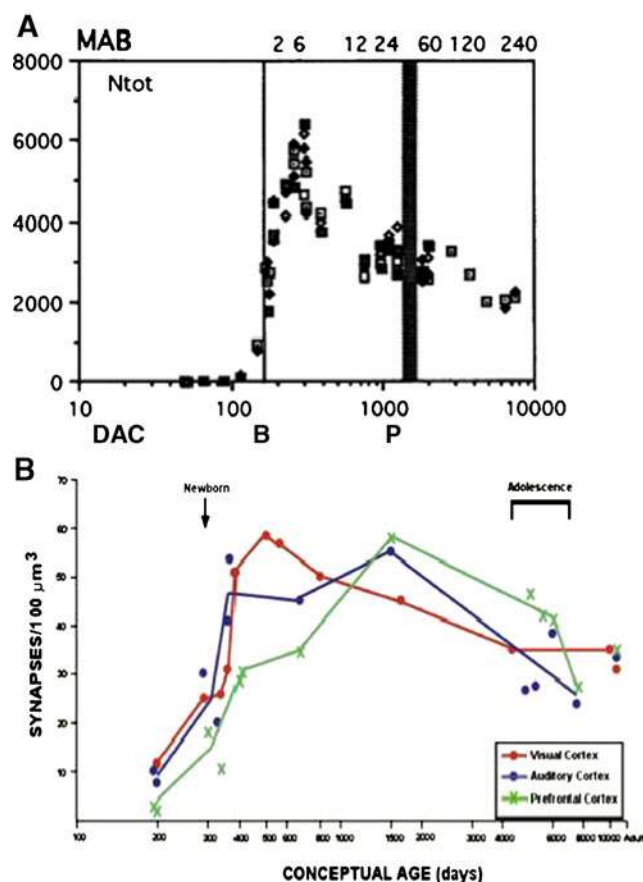 A
MAB 2 6 12 24 60 120 240
8000
Ntot
6000
4000
2000
0
10 100 1000 10000
DAC B P
B
70
Newborn
Adolescence
60
50
40
30
20
10
SYNAPSES/100 µm³
Visual Cortex
Auditory Cortex
Prefrontal Cortex
100 200 300 400 500 600 800 1000 1500 2000 3000 4000 6000 8000 10000 Adult
CONCEPTUAL AGE (days)